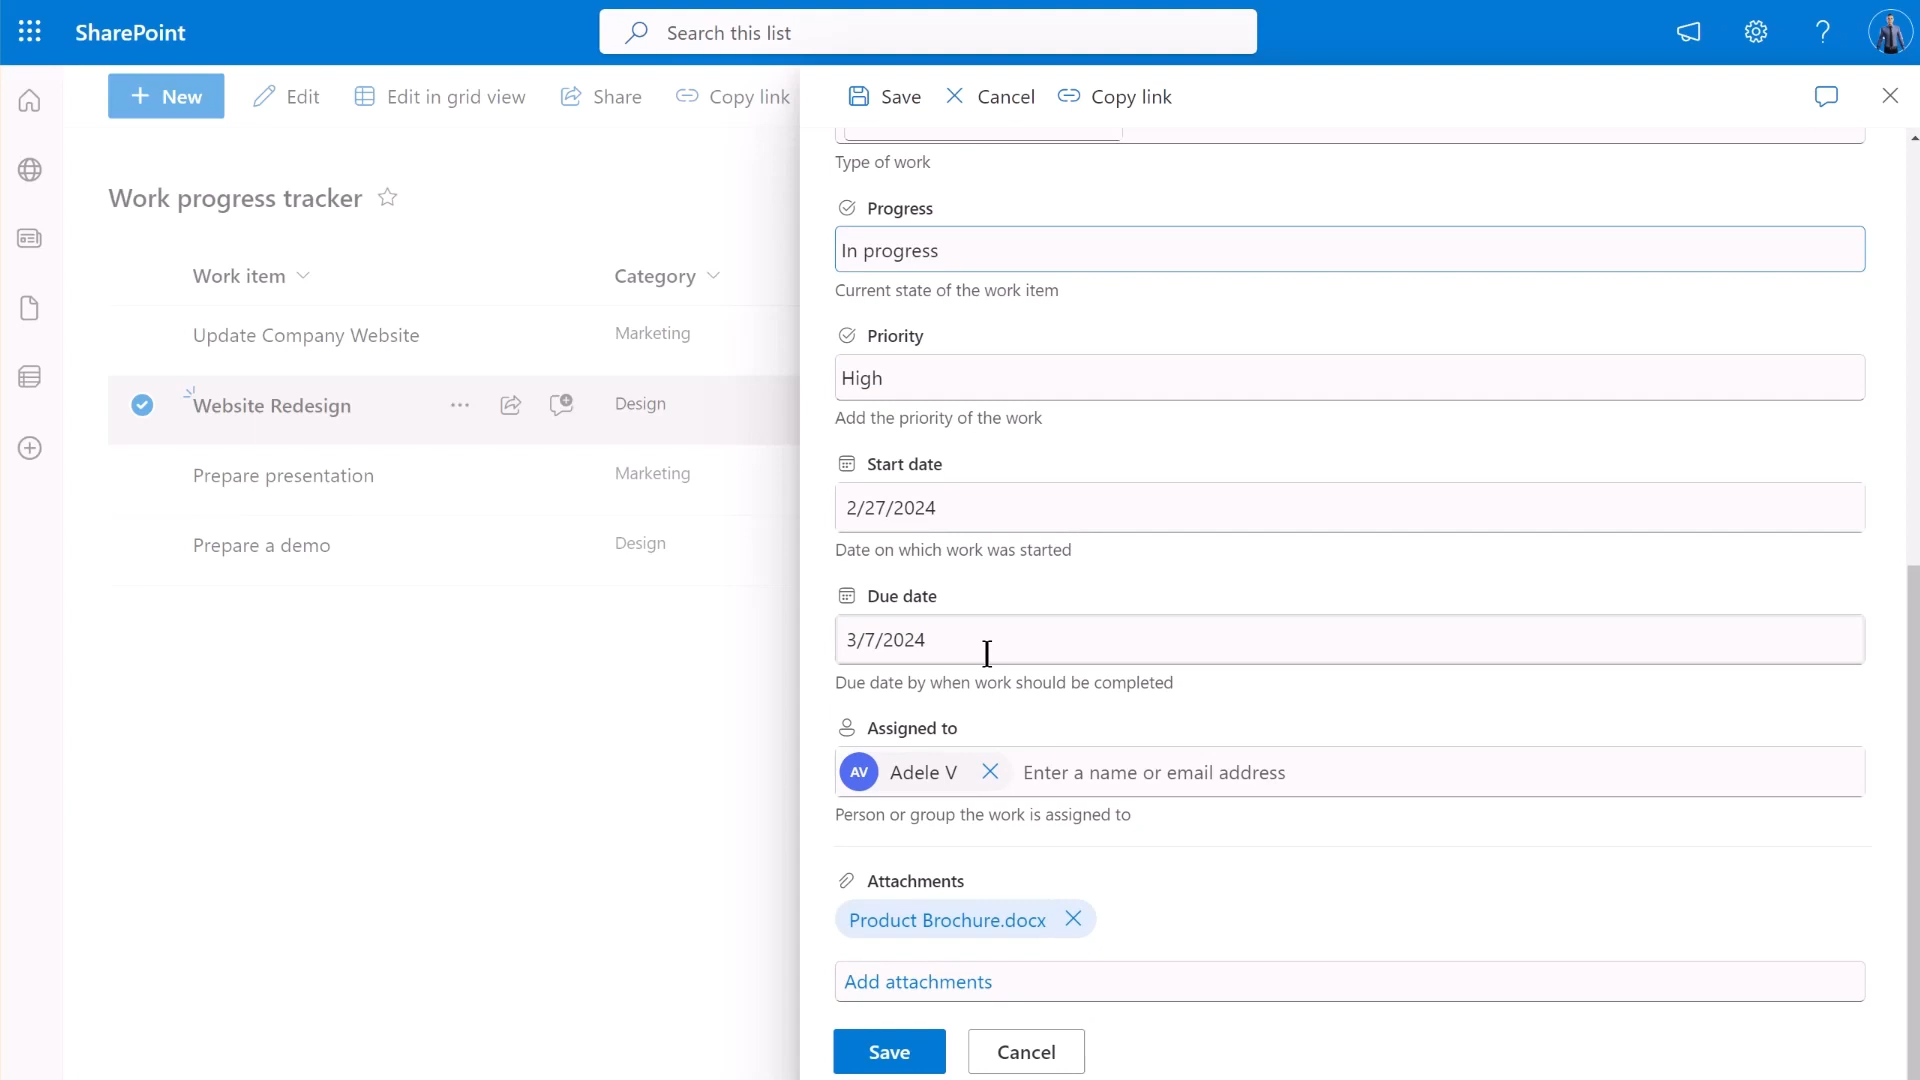 SharePoint
Search this list
New Edit Edit in grid view Share Copy link
Save Cancel Copy link
Work progress tracker
Work item Category
Update Company Website Marketing
Website Redesign Design
Prepare presentation Marketing
Prepare a demo Design
Type of work
Progress
In progress
Current state of the work item
Priority
High
Add the priority of the work
Start date
2/27/2024
Date on which work was started
Due date
3/7/2024
Due date by when work should be completed
Assigned to
AV Adele V Enter a name or email address
Person or group the work is assigned to
Attachments
Product Brochure.docx
Add attachments
Save Cancel